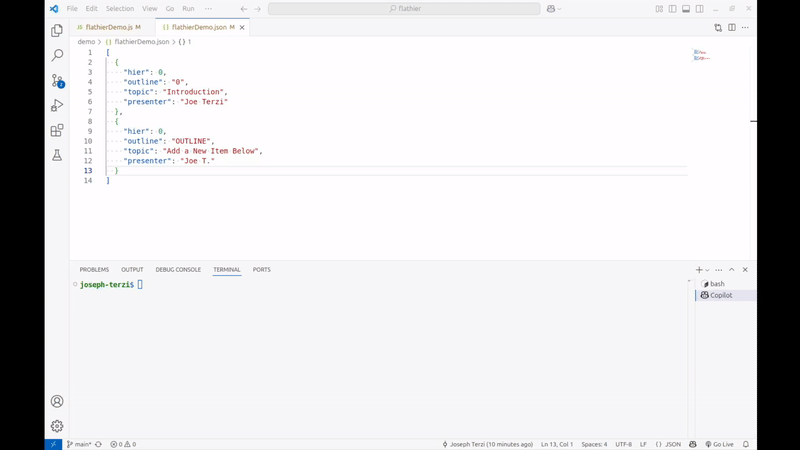 File Edit Selection View Go Run ··· flathier
flathierDemo.js M flathierDemo.json M
demo > flathierDemo.json > {} 1
1 [
2 {
3 "hier": 0,
4 "outline": "0",
5 "topic": "Introduction",
6 "presenter": "Joe Terzi"
7 },
8 {
9 "hier": 0,
10 "outline": "OUTLINE",
11 "topic": "Add a New Item Below",
12 "presenter": "Joe T."
13 }
14 ]
PROBLEMS OUTPUT DEBUG CONSOLE TERMINAL PORTS
joseph-terzi$
bash
Copilot
main* 0 0 Joseph Terzi (10 minutes ago) Ln 13, Col 1 Spaces: 4 UTF-8 LF {} JSON Go Live